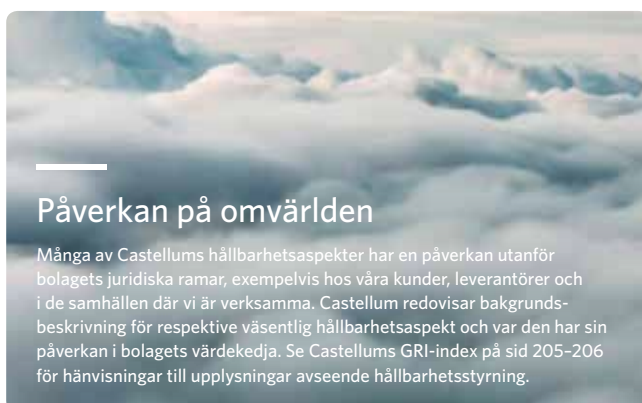 Påverkan på omvärlden
Många av Castellums hållbarhetsaspekter har en påverkan utanför
bolagets juridiska ramar, exempelvis hos våra kunder, leverantörer och
i de samhällen där vi är verksamma. Castellum redovisar bakgrunds-
beskrivning för respektive väsentlig hållbarhetsaspekt och var den har sin
påverkan i bolagets värdekedja. Se Castellums GRI-index på sid 205–206
för hänvisningar till upplysningar avseende hållbarhetsstyrning.